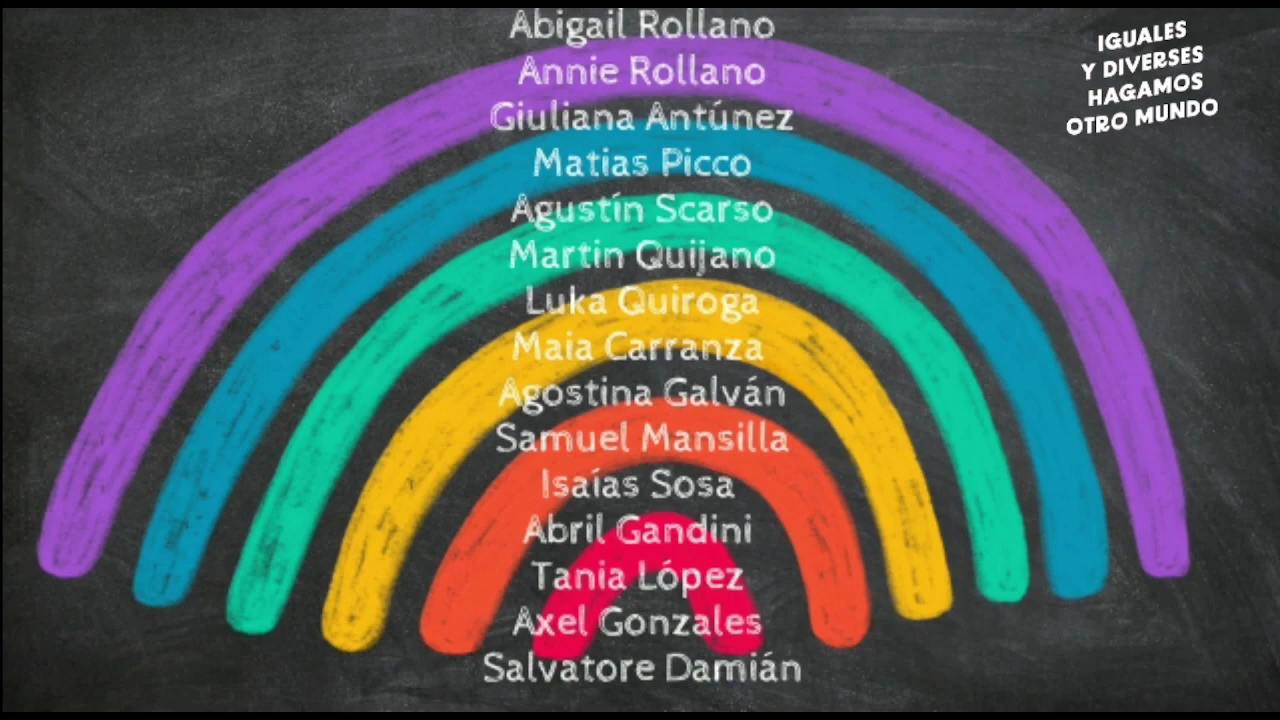 Abigail Rollano
Annie Rollano
Giuliana Antúnez
Matias Picco
Agustín Scarso
Martin Quijano
Luka Quiroga
Maia Carranza
Agostina Galván
Samuel Mansilla
Isaías Sosa
Abril Gandini
Tania López
Axel Gonzales
Salvatore Damián
IGUALES
Y DIVERSES
HAGAMOS
OTRO MUNDO